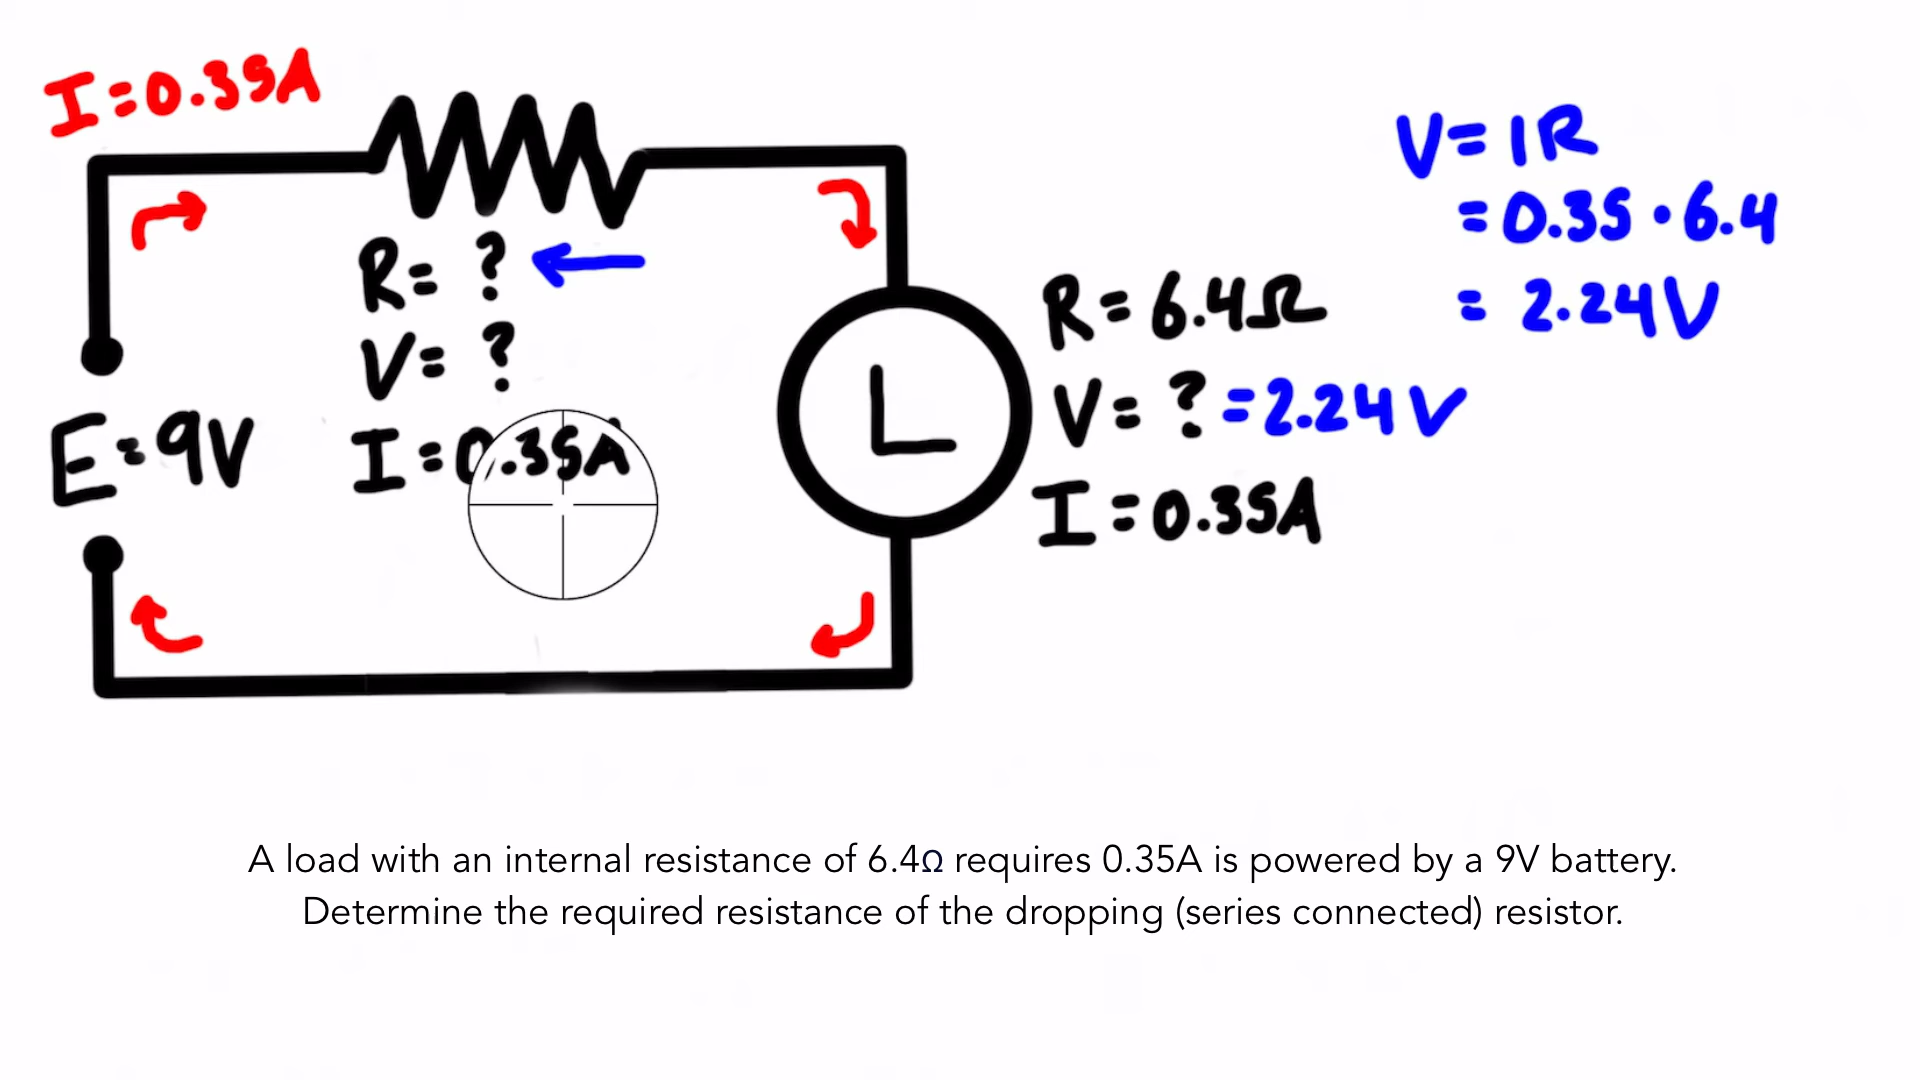 I=0.35A
V=IR
=0.35·6.4
=2.24V
R=?
V=?
I=0.35A
E=9V
L
R=6.4Ω
V=?=2.24V
I=0.35A
A load with an internal resistance of 6.4Ω requires 0.35A is powered by a 9V battery.
Determine the required resistance of the dropping (series connected) resistor.